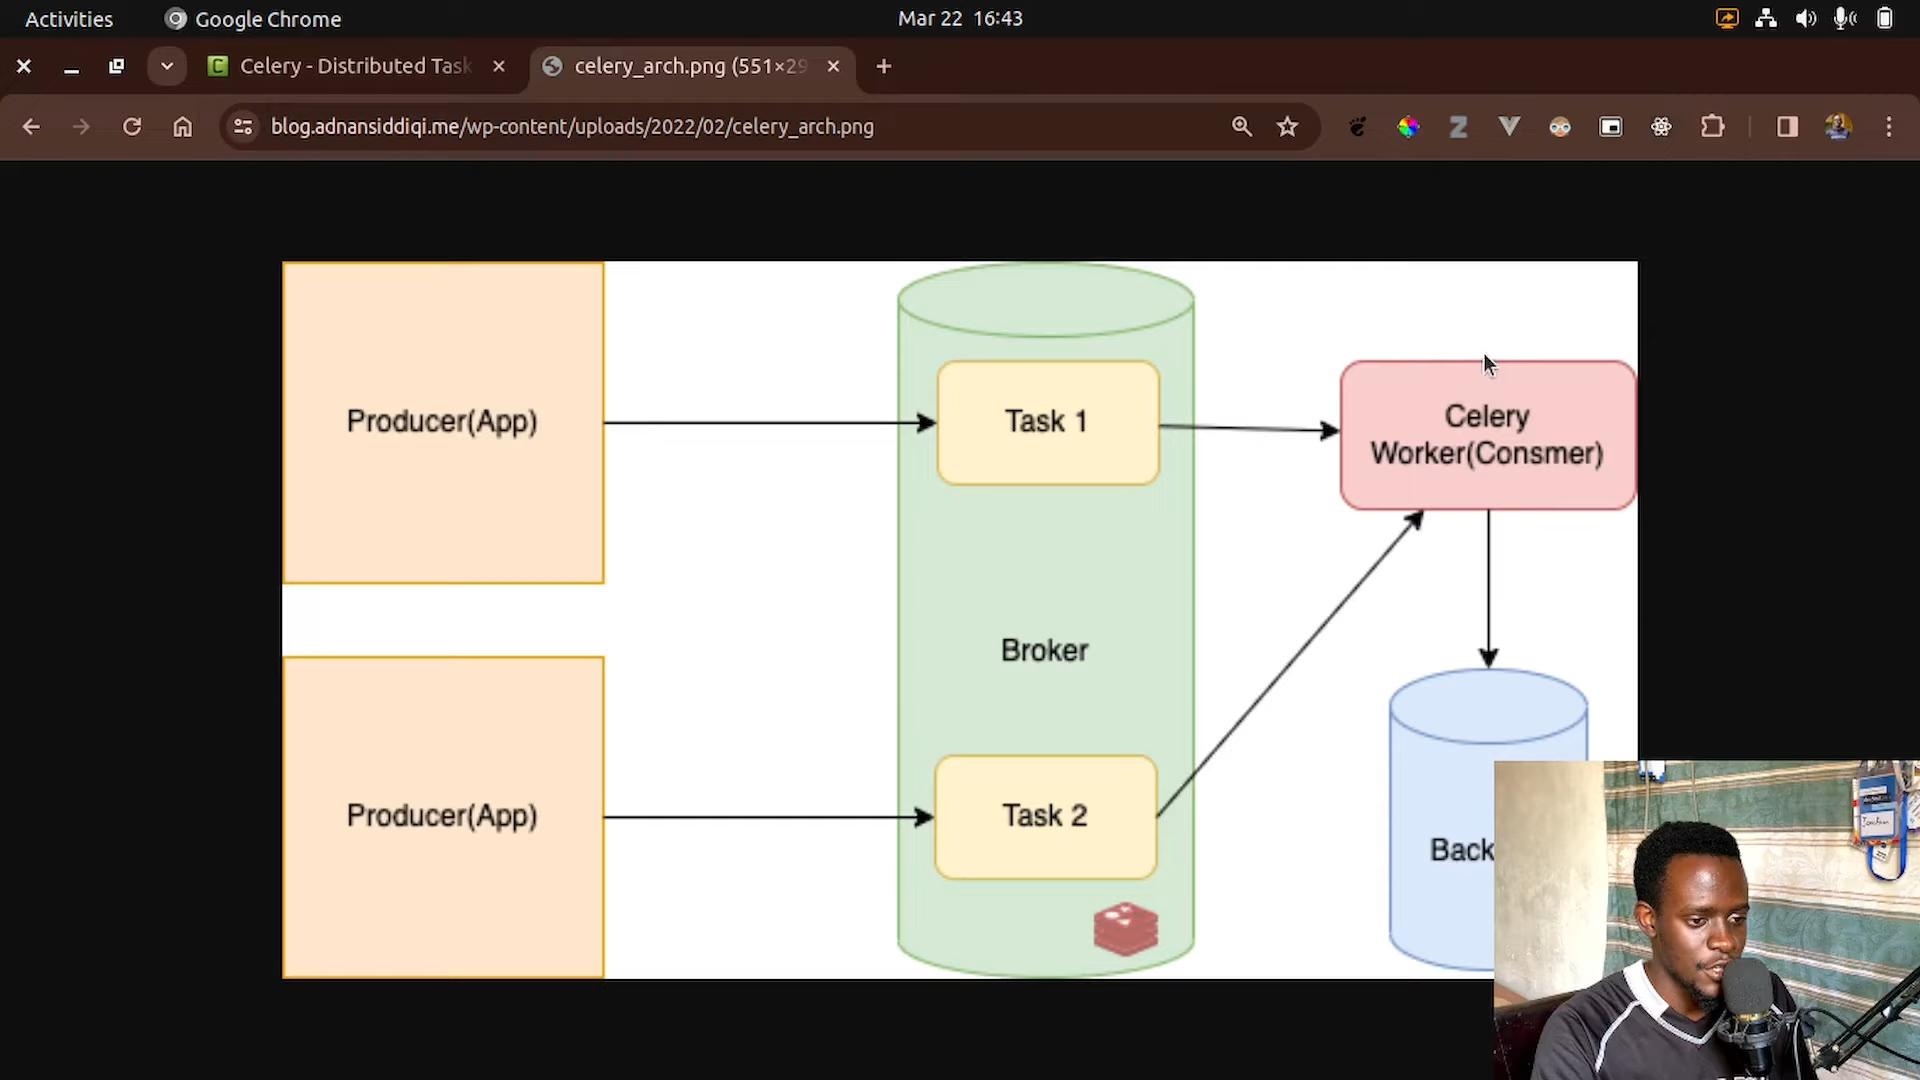 Activities
Google Chrome
Mar 22 16:43
Celery - Distributed Task
celery_arch.png (551×29
blog.adnansiddiqi.me/wp-content/uploads/2022/02/celery_arch.png
Producer(App)
Task 1
Celery
Worker(Consmer)
Broker
Producer(App)
Task 2
Back